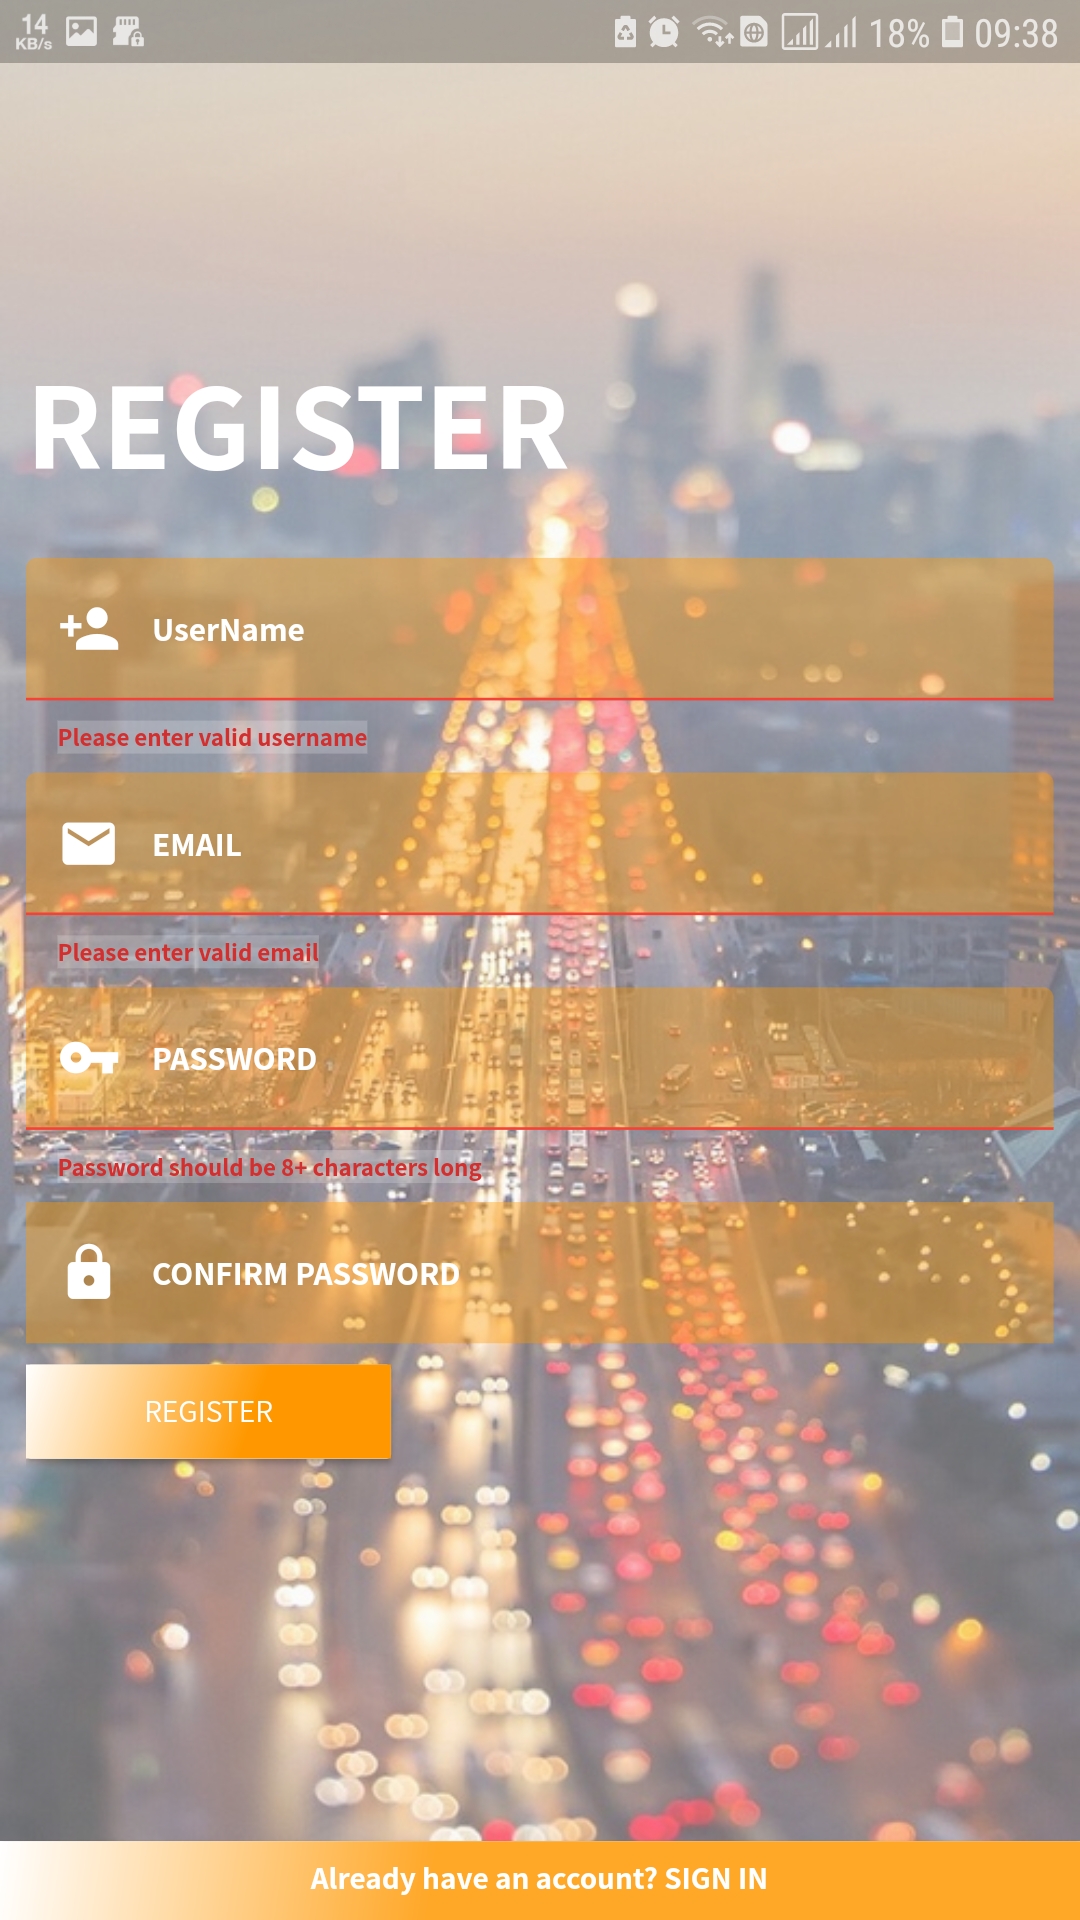 14
KB/s
18% 09:38
REGISTER
UserName
Please enter valid username
EMAIL
Please enter valid email
PASSWORD
Password should be 8+ characters long
CONFIRM PASSWORD
REGISTER
Already have an account? SIGN IN